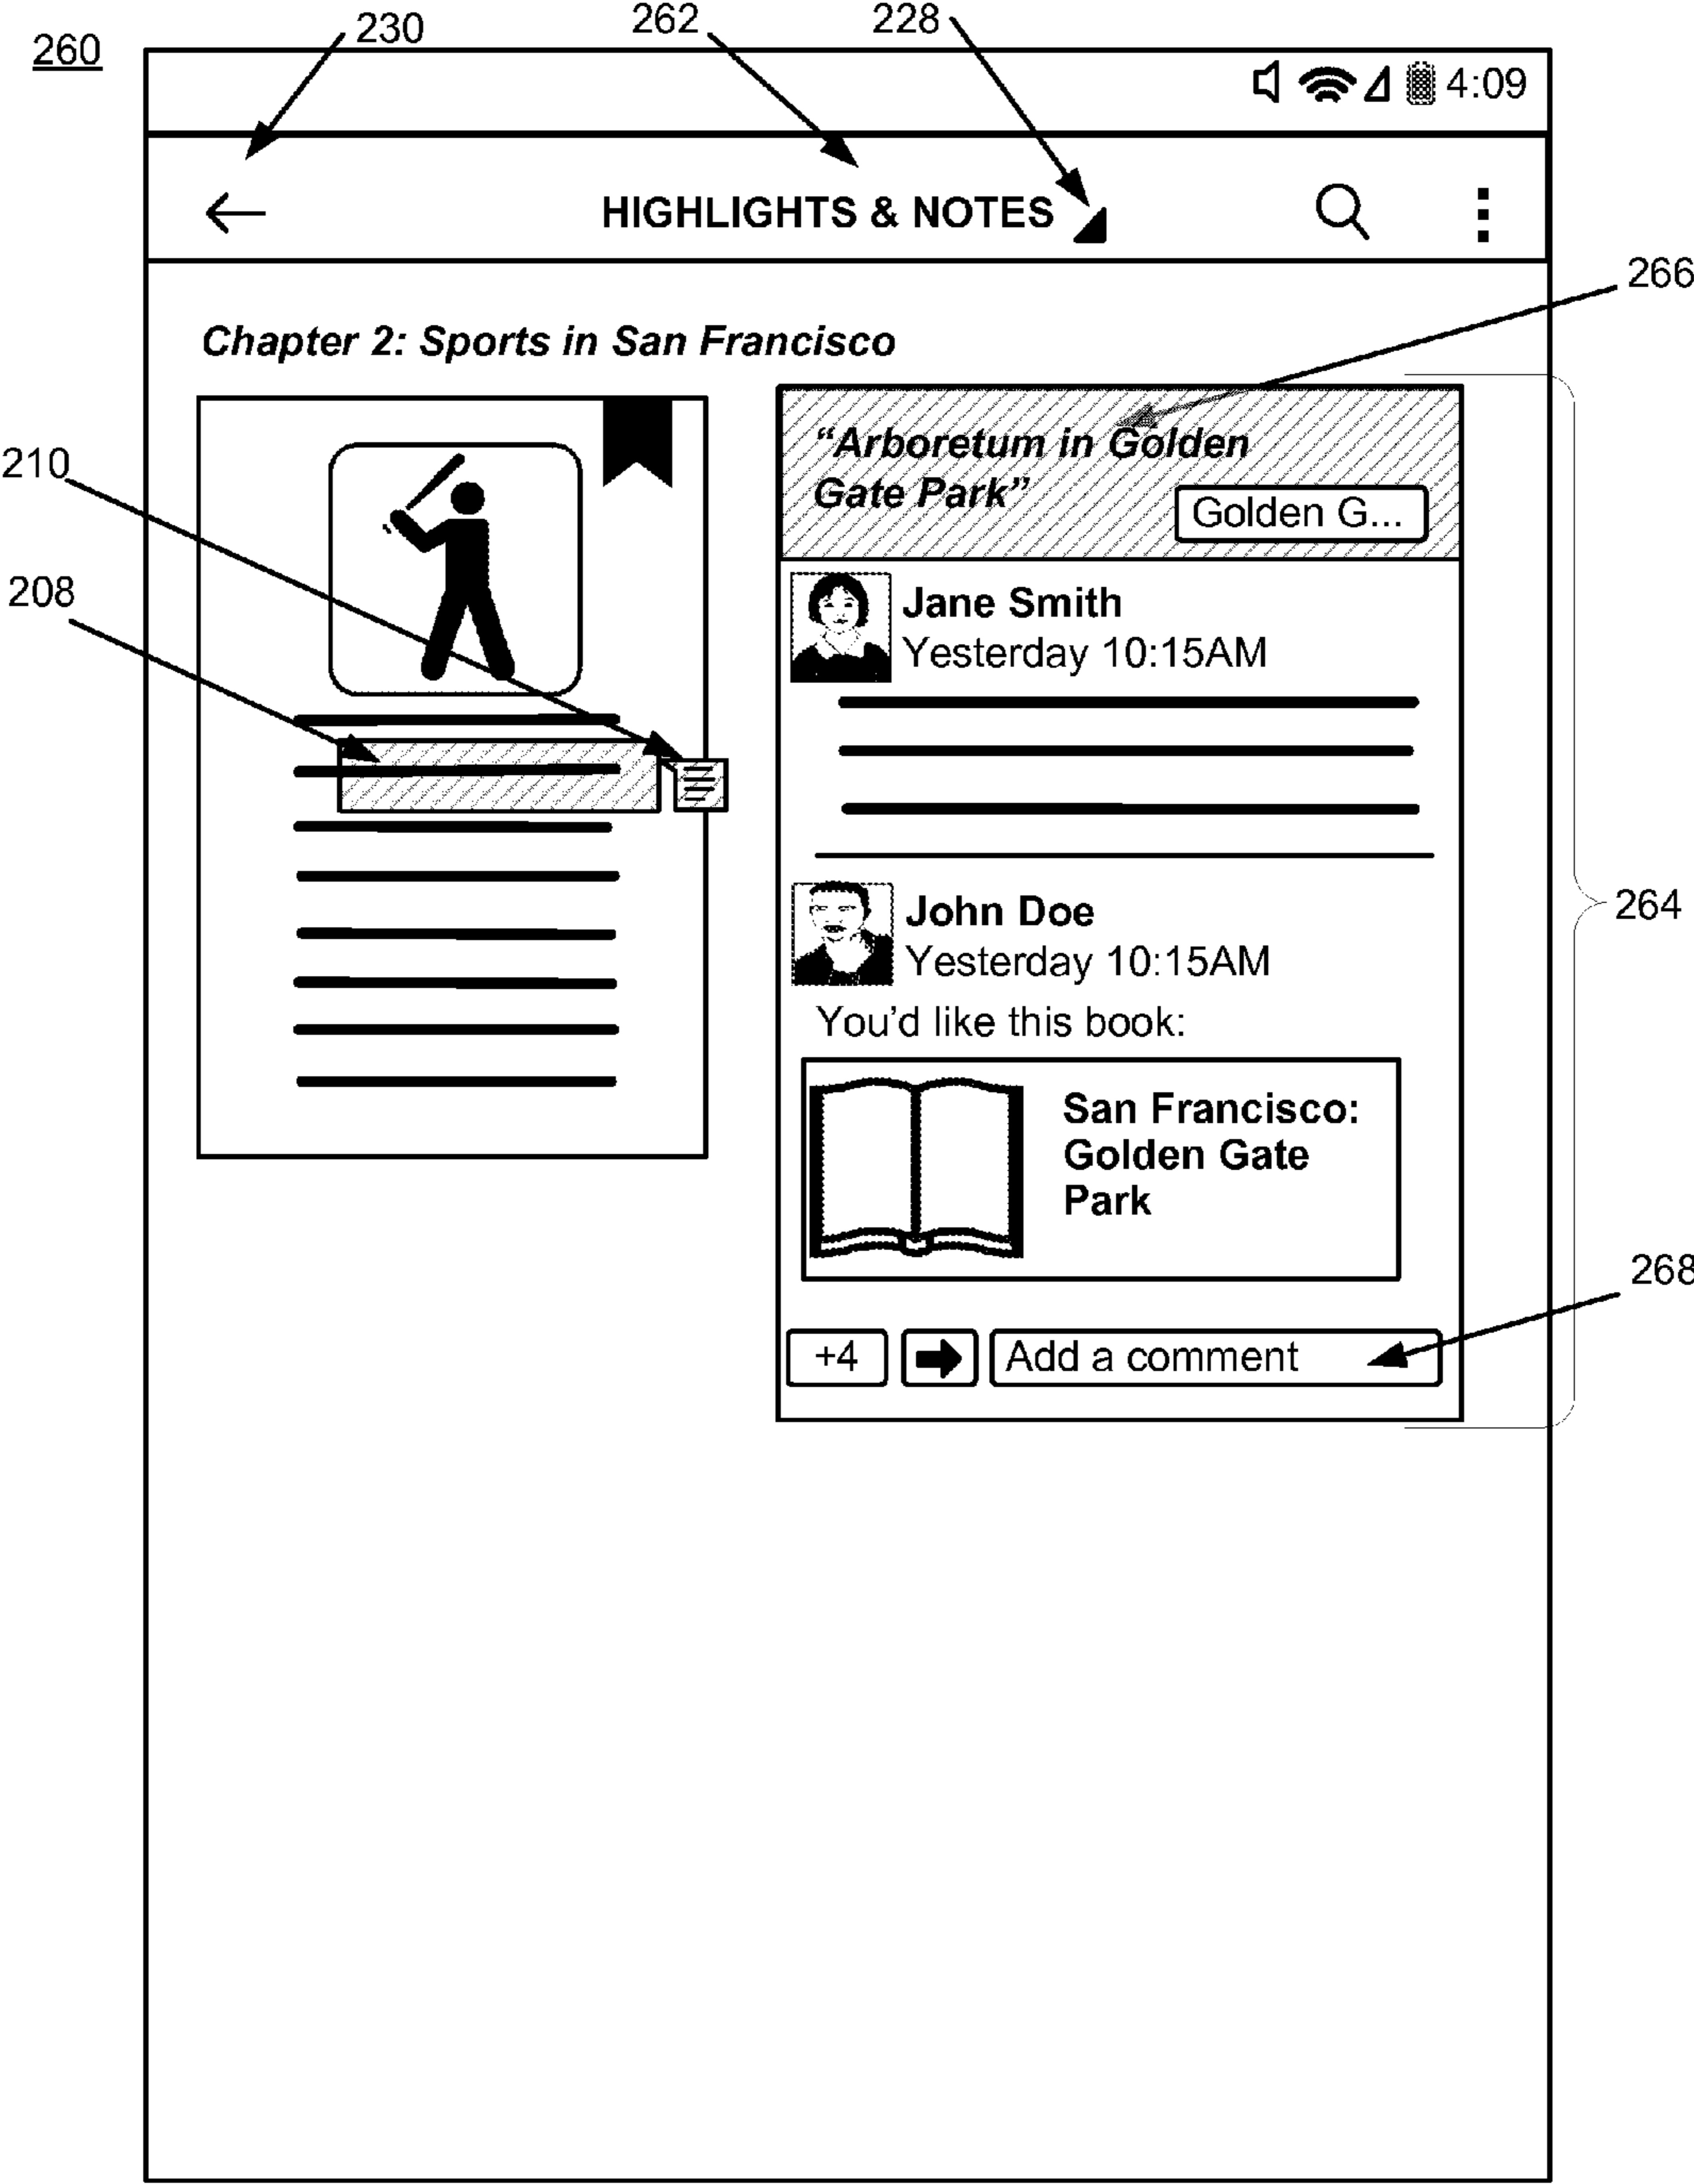 230
262
228
260
4:09
HIGHLIGHTS & NOTES
266
Chapter 2: Sports in San Francisco
“Arboretum in Golden
Gate Park”
Golden G...
210
208
Jane Smith
Yesterday 10:15AM
264
John Doe
Yesterday 10:15AM
You’d like this book:
San Francisco:
Golden Gate
Park
268
+4
Add a comment